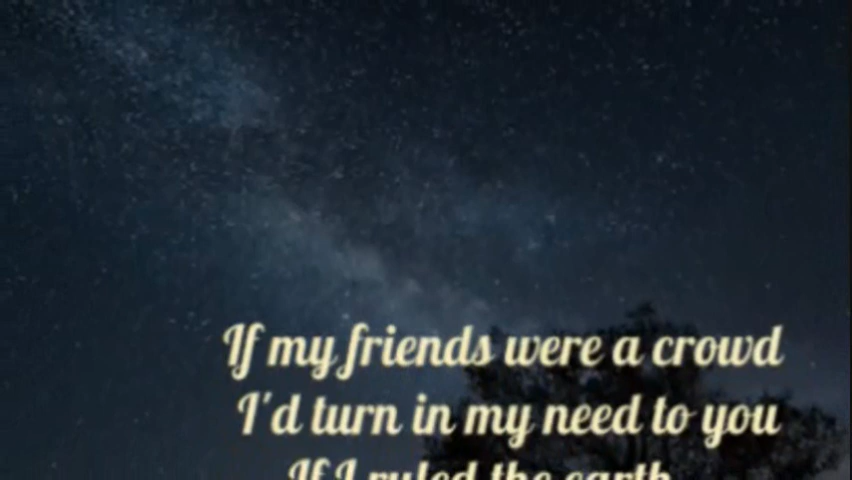 If my friends were a crowd
I'd turn in my need to you
If I ruled the earth